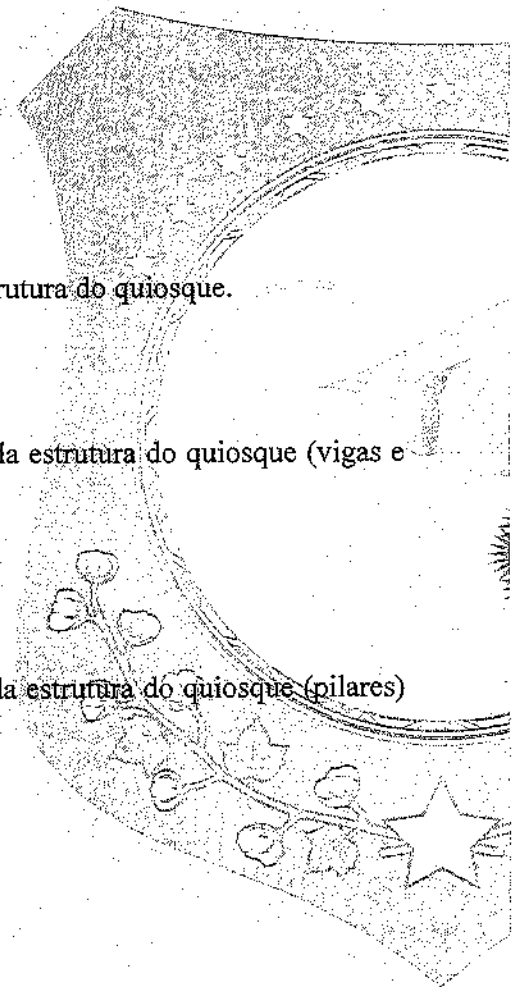 rutura do quiosque.
da estrutura do quiosque (vigas e
da estrutura do quiosque (pilares)